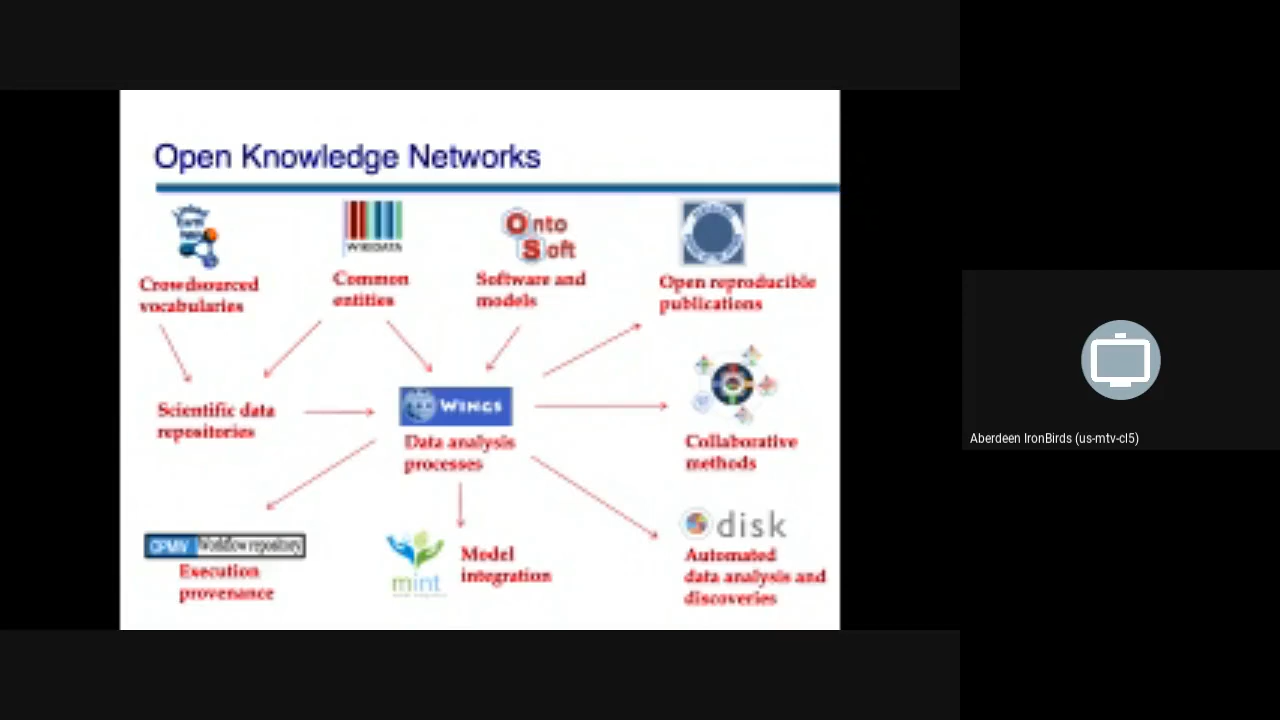 Open Knowledge Networks
WIKIDATA
Onto
Soft
Crowdsourced
vocabularies
Common
entities
Software and
models
Open reproducible
publications
WINGS
Scientific data
repositories
Data analysis
processes
Collaborative
methods
disk
OPMW Workflow repository
Execution
provenance
mint
Model
integration
Automated
data analysis and
discoveries
Aberdeen IronBirds (us-mtv-cl5)